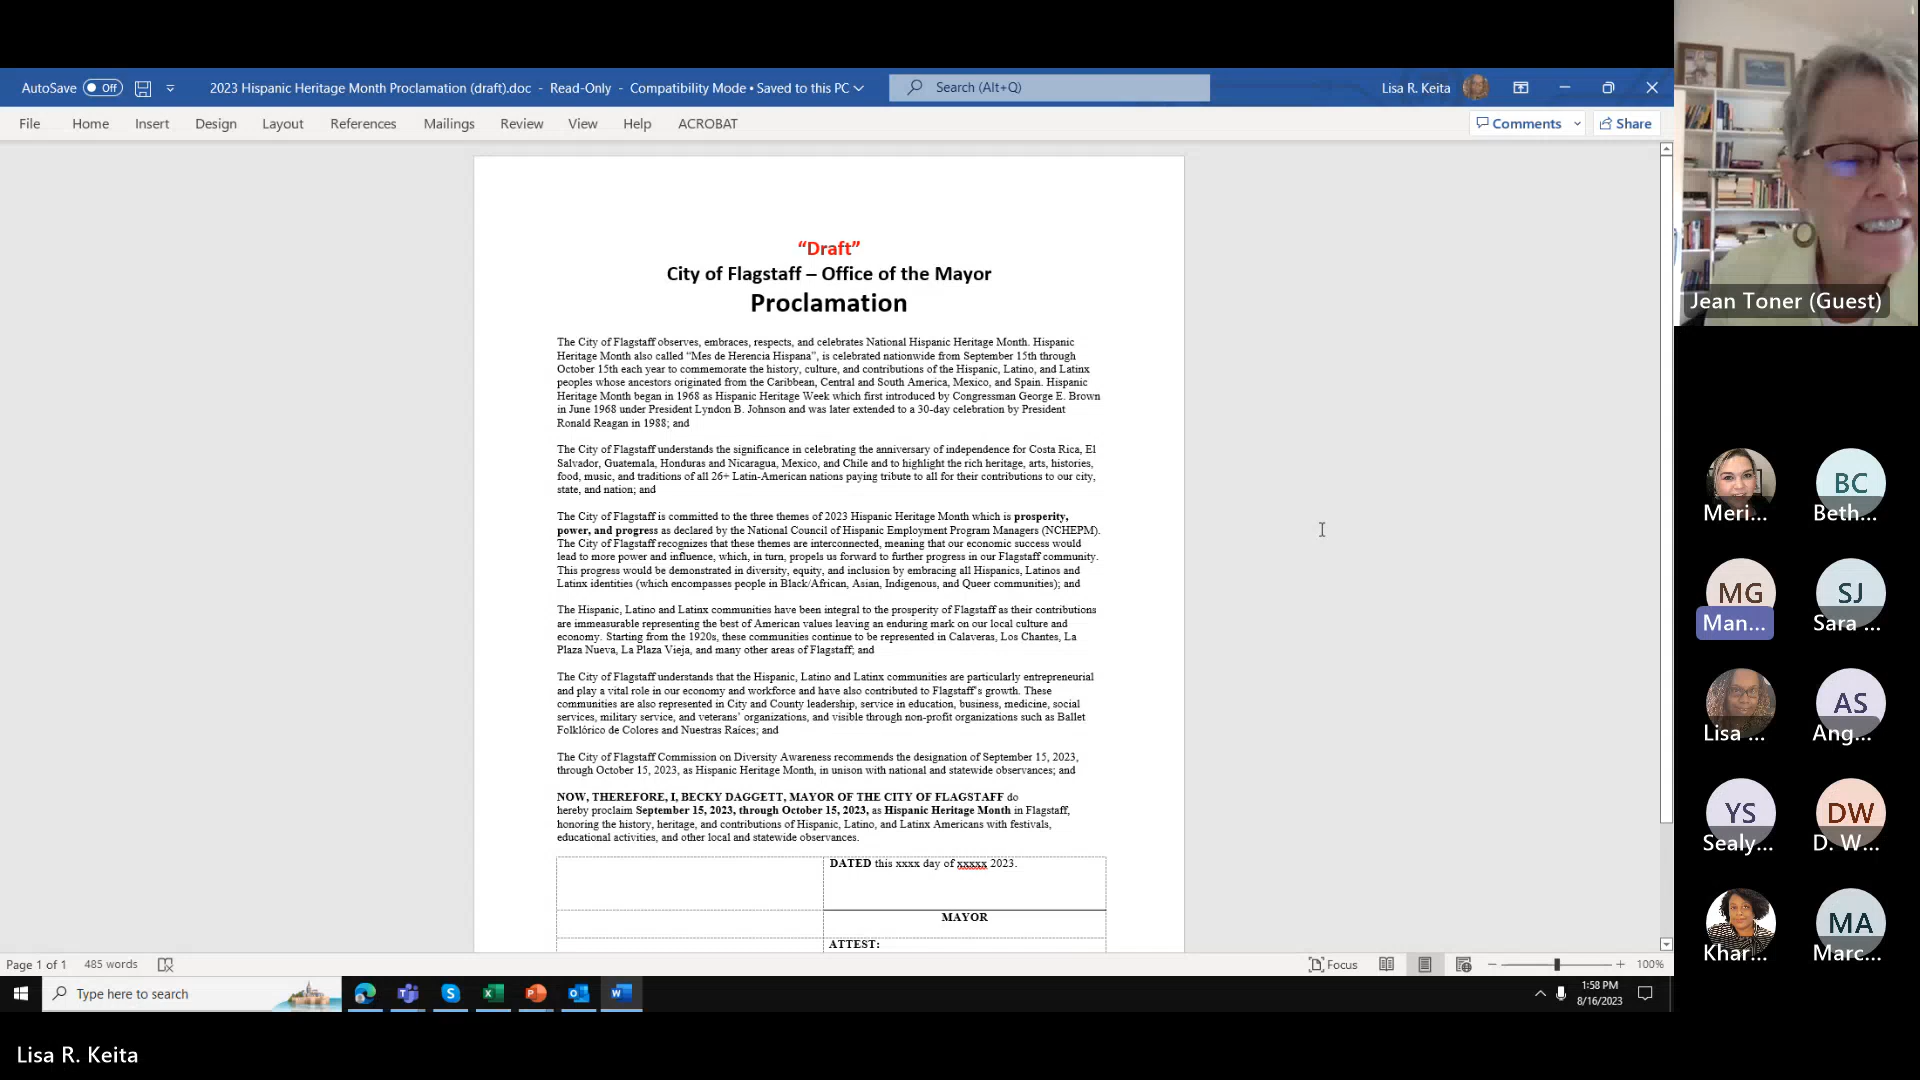 AutoSave Off 2023 Hispanic Heritage Month Proclamation (draft).doc - Read-Only - Compatibility Mode • Saved to this PC Search (Alt+Q) Lisa R. Keita
File Home Insert Design Layout References Mailings Review View Help ACROBAT Comments Share
“Draft”
City of Flagstaff – Office of the Mayor
Proclamation
The City of Flagstaff observes, embraces, respects, and celebrates National Hispanic Heritage Month. Hispanic
Heritage Month also called “Mes de Herencia Hispana”, is celebrated nationwide from September 15th through
October 15th each year to commemorate the history, culture, and contributions of the Hispanic, Latino, and Latinx
peoples whose ancestors originated from the Caribbean, Central and South America, Mexico, and Spain. Hispanic
Heritage Month began in 1968 as Hispanic Heritage Week which first introduced by Congressman George E. Brown
in June 1968 under President Lyndon B. Johnson and was later extended to a 30-day celebration by President
Ronald Reagan in 1988; and
The City of Flagstaff understands the significance in celebrating the anniversary of independence for Costa Rica, El
Salvador, Guatemala, Honduras and Nicaragua, Mexico, and Chile and to highlight the rich heritage, arts, histories,
food, music, and traditions of all 26+ Latin-American nations paying tribute to all for their contributions to our city,
state, and nation; and
The City of Flagstaff is committed to the three themes of 2023 Hispanic Heritage Month which is prosperity,
power, and progress as declared by the National Council of Hispanic Employment Program Managers (NCHEPM).
The City of Flagstaff recognizes that these themes are interconnected, meaning that our economic success would
lead to more power and influence, which, in turn, propels us forward to further progress in our Flagstaff community.
This progress would be demonstrated in diversity, equity, and inclusion by embracing all Hispanics, Latinos and
Latinx identities (which encompasses people in Black/African, Asian, Indigenous, and Queer communities); and
The Hispanic, Latino and Latinx communities have been integral to the prosperity of Flagstaff as their contributions
are immeasurable representing the best of American values leaving an enduring mark on our local culture and
economy. Starting from the 1920s, these communities continue to be represented in Calaveras, Los Chantes, La
Plaza Nueva, La Plaza Vieja, and many other areas of Flagstaff; and
The City of Flagstaff understands that the Hispanic, Latino and Latinx communities are particularly entrepreneurial
and play a vital role in our economy and workforce and have also contributed to Flagstaff’s growth. These
communities are also represented in City and County leadership, service in education, business, medicine, social
services, military service, and veterans’ organizations, and visible through non-profit organizations such as Ballet
Folklórico de Colores and Nuestras Raíces; and
The City of Flagstaff Commission on Diversity Awareness recommends the designation of September 15, 2023,
through October 15, 2023, as Hispanic Heritage Month, in unison with national and statewide observances; and
NOW, THEREFORE, I, BECKY DAGGETT, MAYOR OF THE CITY OF FLAGSTAFF do
hereby proclaim September 15, 2023, through October 15, 2023, as Hispanic Heritage Month in Flagstaff,
honoring the history, heritage, and contributions of Hispanic, Latino, and Latinx Americans with festivals,
educational activities, and other local and statewide observances.
DATED this xxxx day of xxxxx 2023.
MAYOR
ATTEST:
Page 1 of 1 485 words Focus 100%
Type here to search 1:58 PM
8/16/2023
Lisa R. Keita
Jean Toner (Guest)
Meri... BC Beth...
MG Man... SJ Sara ...
Lisa ... AS Ang...
YS Sealy... DW D. W...
Khar... MA Marc...